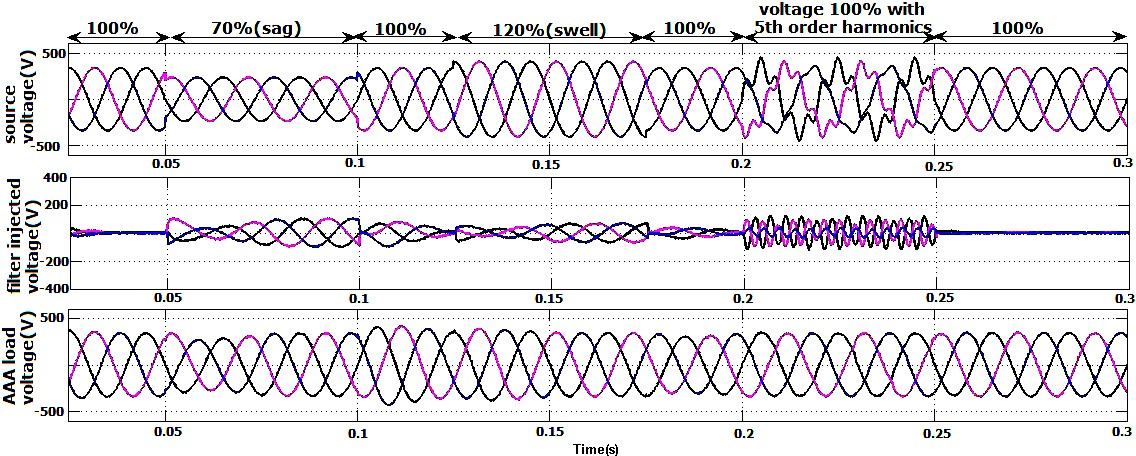 voltage 100% with
100% 70%(sag) 100% 120%(swell) 100% 5th order harmonics 100%
source
voltage(V)
500
-500
0.05 0.1 0.15 0.2 0.25 0.3
filter injected
voltage(V)
400
200
0
-200
-400
0.05 0.1 0.15 0.2 0.25 0.3
AAA load
voltage(V)
500
0
-500
0.05 0.1 0.15 0.2 0.25 0.3
Time(s)